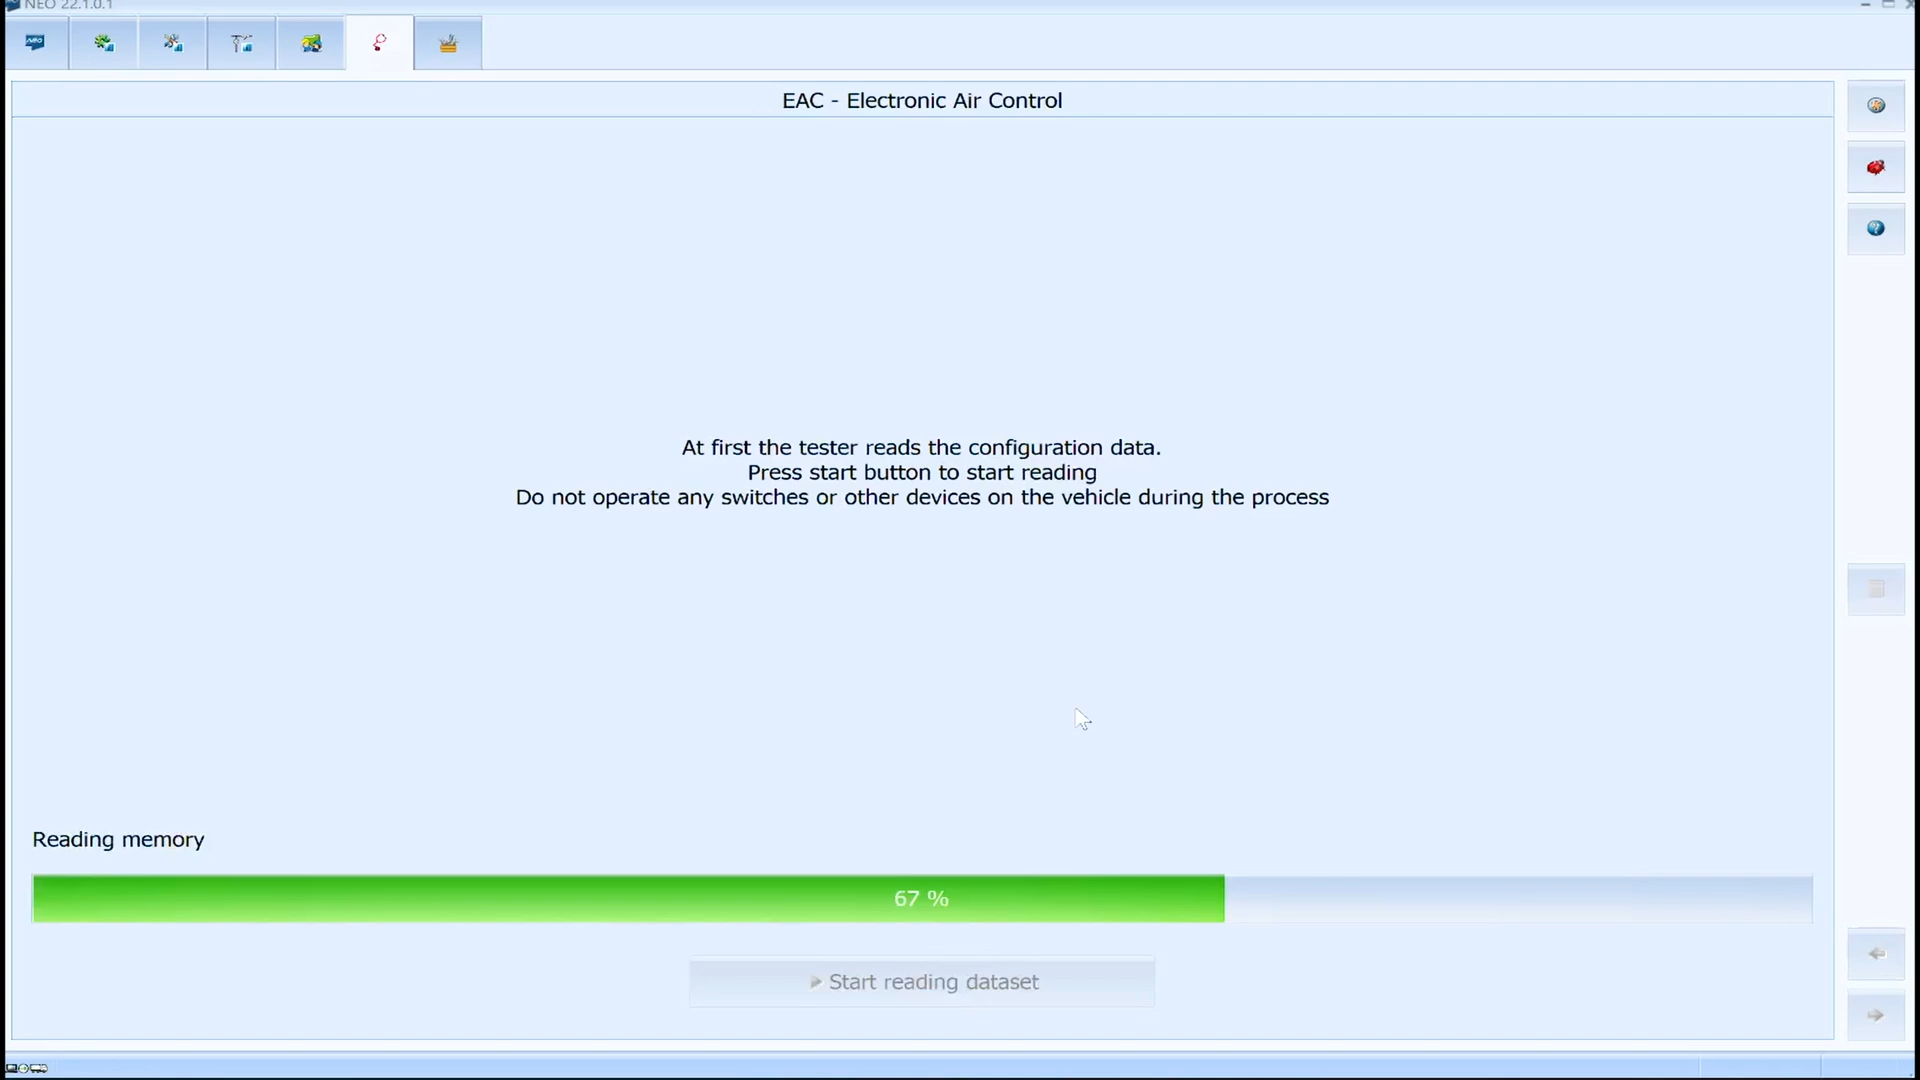 NEO 22.1.0.1
EAC - Electronic Air Control
At first the tester reads the configuration data.
Press start button to start reading
Do not operate any switches or other devices on the vehicle during the process
Reading memory
67 %
Start reading dataset